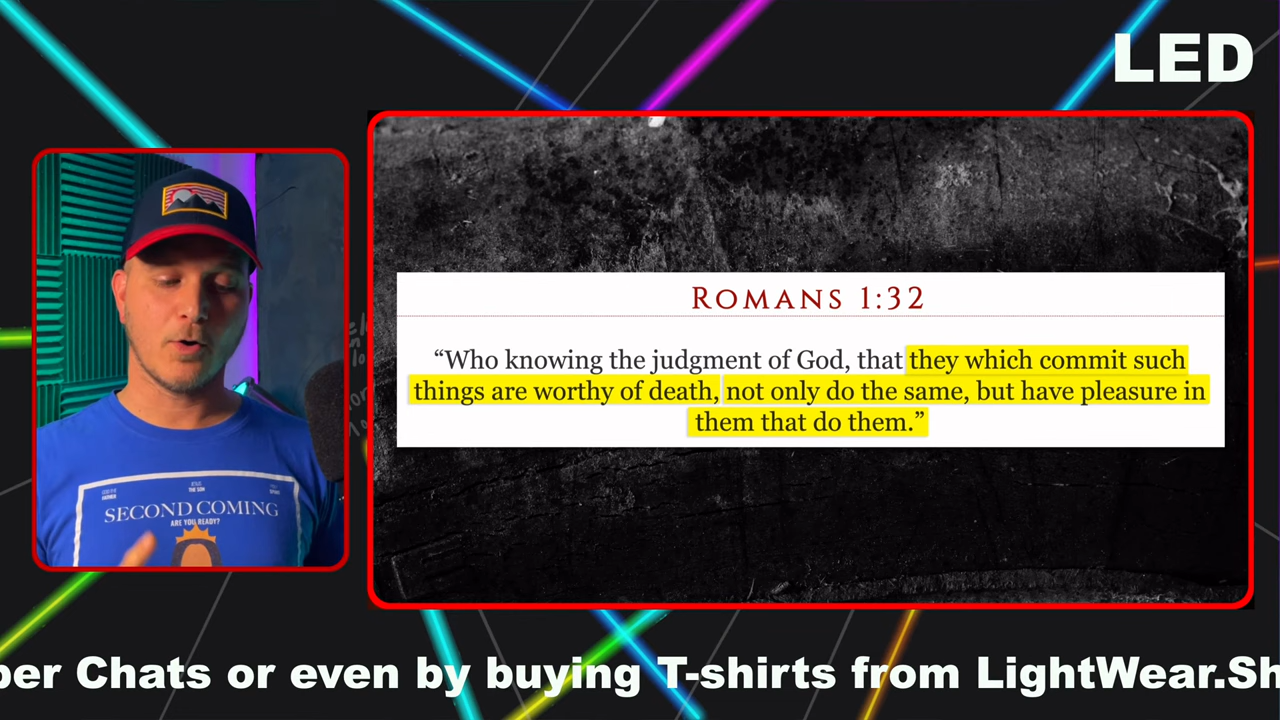 LED
ROMANS 1:32
“Who knowing the judgment of God, that they which commit such
things are worthy of death, not only do the same, but have pleasure in
them that do them.”
THE SON
SECOND COMING
ARE YOU READY?
per Chats or even by buying T-shirts from LightWear.Sh